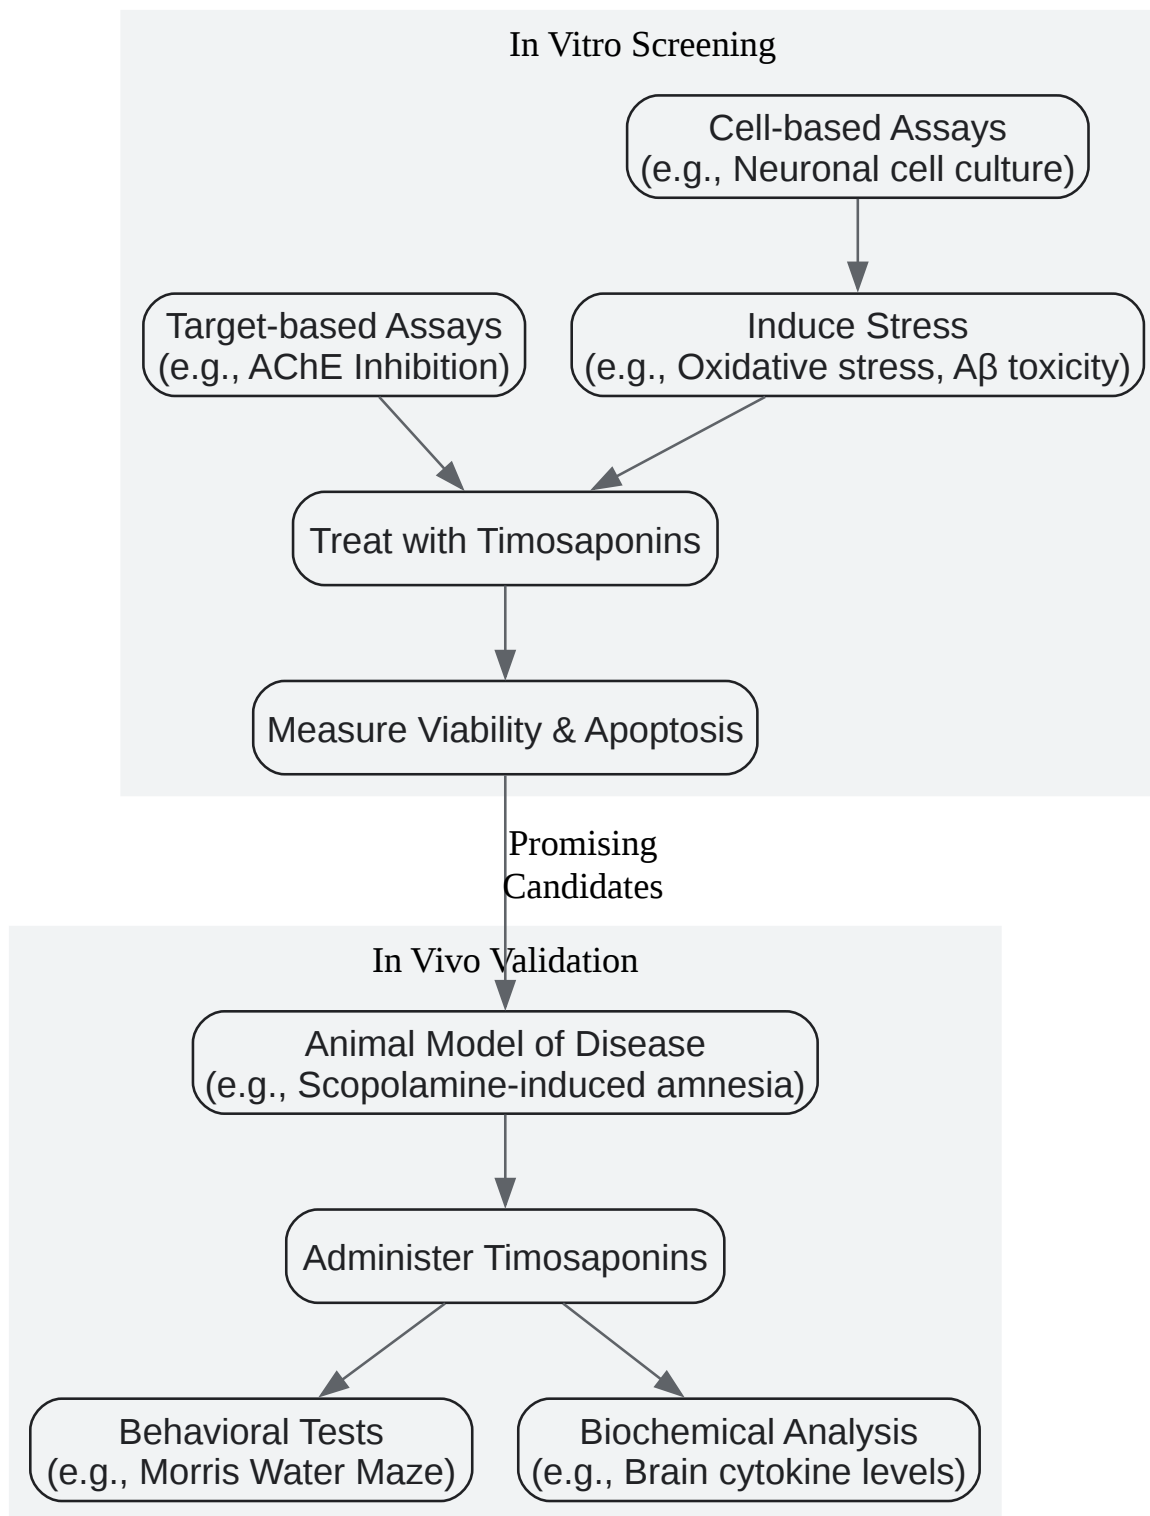 In Vitro Screening
Cell-based Assays
(e.g., Neuronal cell culture)
Target-based Assays
(e.g., AChE Inhibition)
Induce Stress
(e.g., Oxidative stress, Aβ toxicity)
Treat with Timosaponins
Measure Viability & Apoptosis
Promising
Candidates
In Vivo Validation
Animal Model of Disease
(e.g., Scopolamine-induced amnesia)
Administer Timosaponins
Behavioral Tests
(e.g., Morris Water Maze)
Biochemical Analysis
(e.g., Brain cytokine levels)